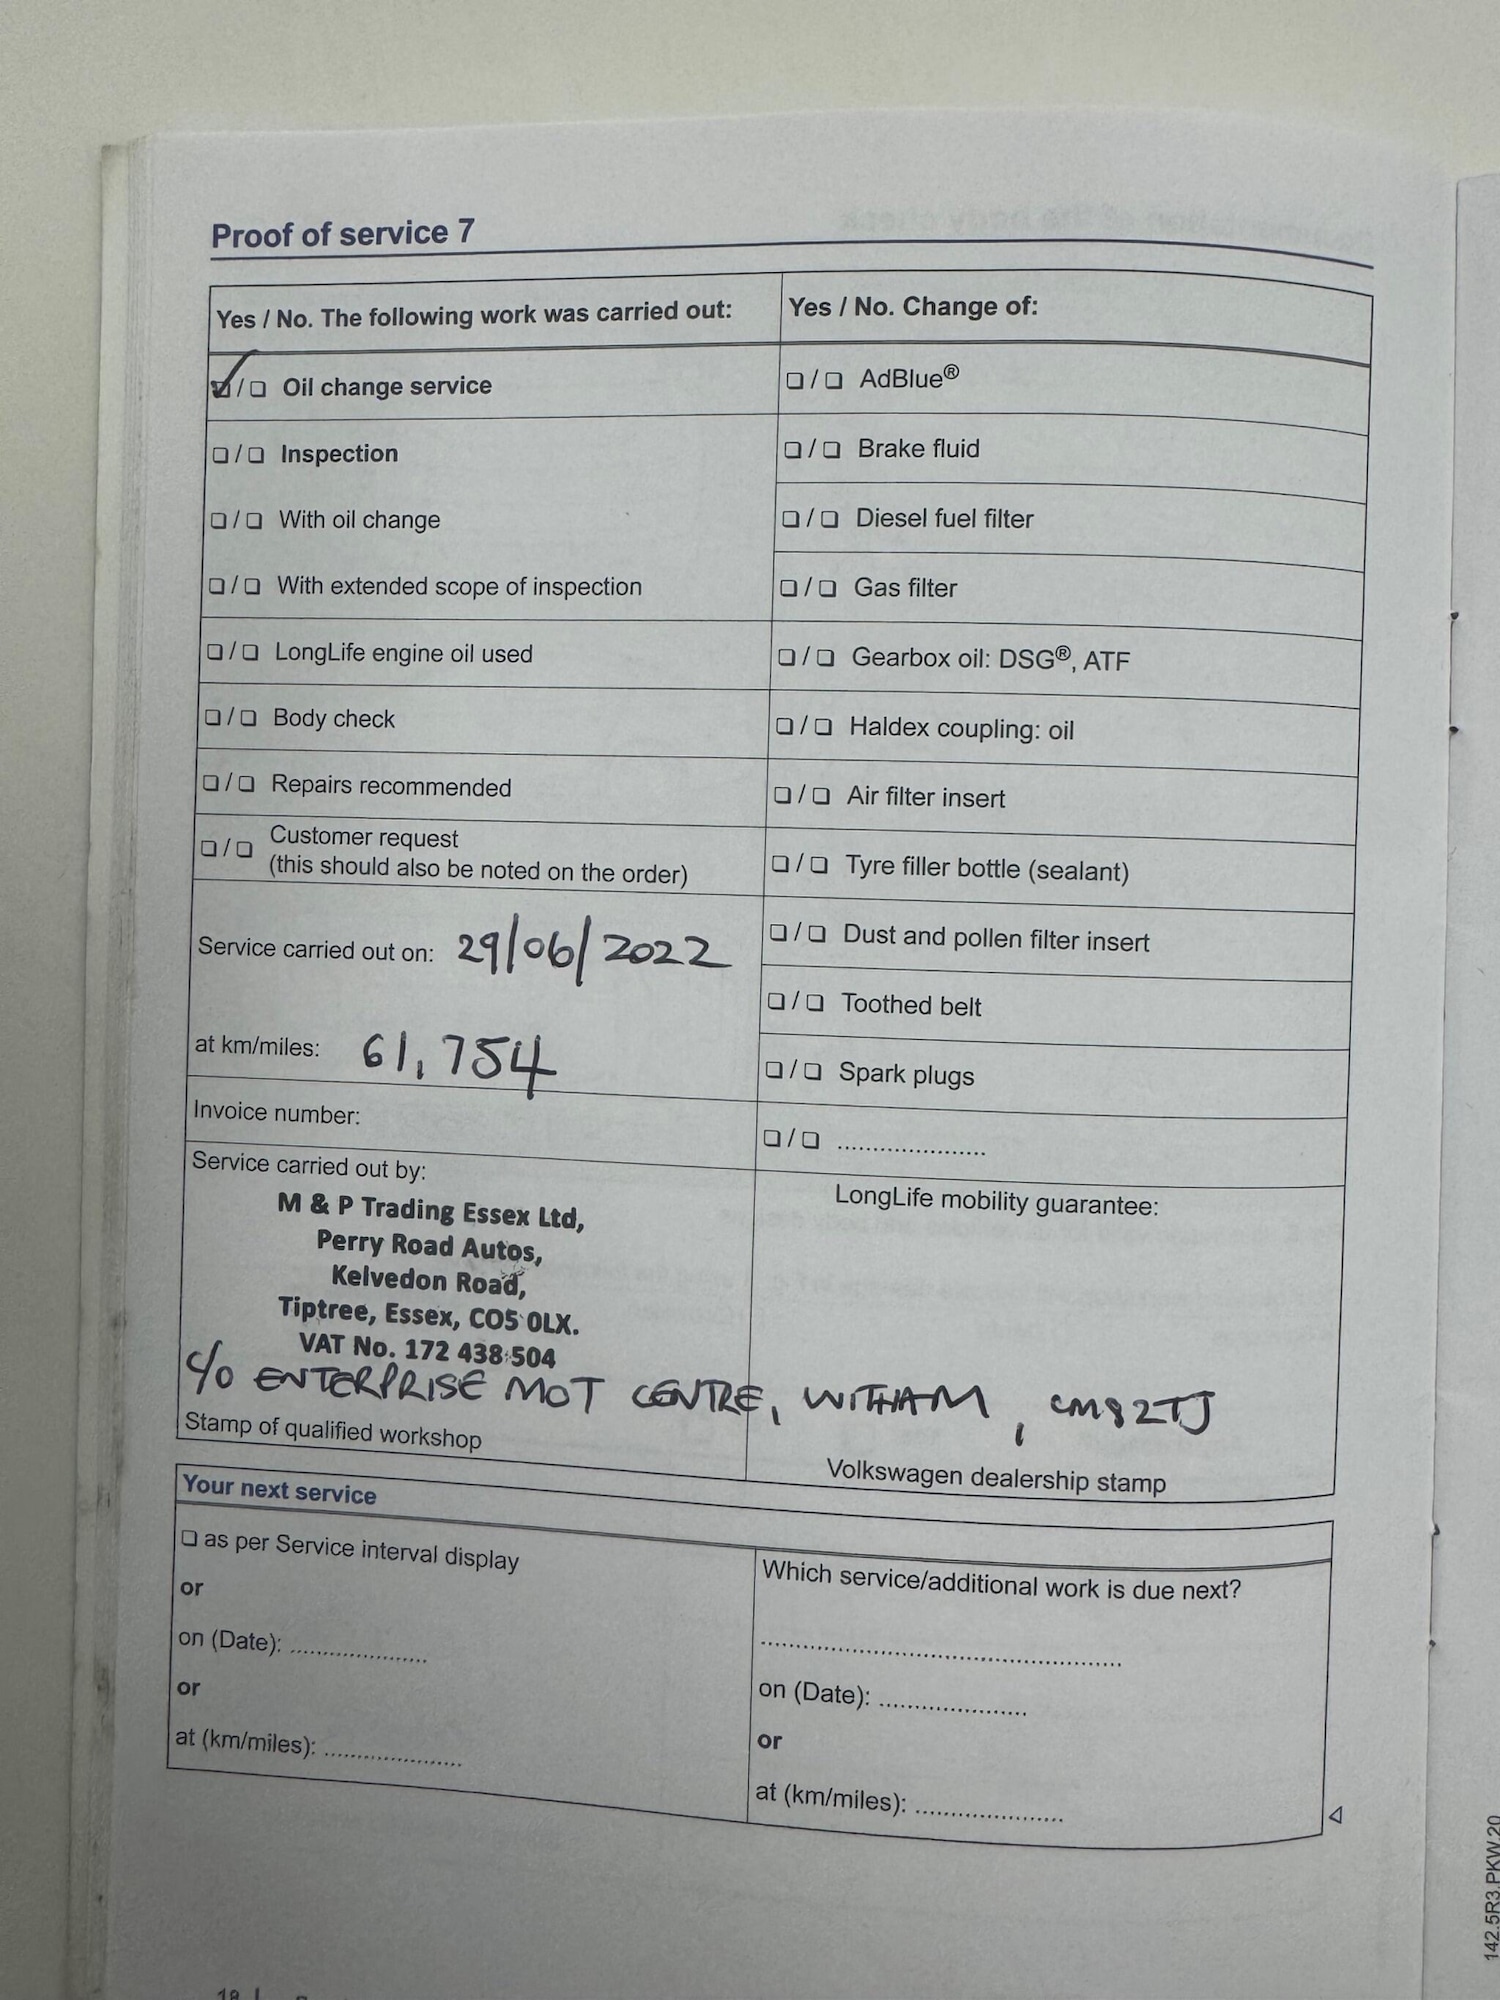 Proof of service 7
Yes / No. The following work was carried out:
☑/❏ Oil change service
❏/❏ Inspection
❏/❏ With oil change
❏/❏ With extended scope of inspection
❏/❏ LongLife engine oil used
❏/❏ Body check
❏/❏ Repairs recommended
❏/❏ Customer request
(this should also be noted on the order)
Service carried out on: 29/06/2022
at km/miles: 61,754
Invoice number:
Service carried out by:
M & P Trading Essex Ltd,
Perry Road Autos,
Kelvedon Road,
Tiptree, Essex, CO5 0LX.
VAT No. 172 438 504
C/O ENTERPRISE MOT CENTRE, WITHAM, CM8 2TJ
Stamp of qualified workshop
Yes / No. Change of:
❏/❏ AdBlue®
❏/❏ Brake fluid
❏/❏ Diesel fuel filter
❏/❏ Gas filter
❏/❏ Gearbox oil: DSG®, ATF
❏/❏ Haldex coupling: oil
❏/❏ Air filter insert
❏/❏ Tyre filler bottle (sealant)
❏/❏ Dust and pollen filter insert
❏/❏ Toothed belt
❏/❏ Spark plugs
❏/❏ ......................
LongLife mobility guarantee:
Volkswagen dealership stamp
Your next service
❏ as per Service interval display
or
on (Date): ....................
or
at (km/miles): ....................
Which service/additional work is due next?
..................................................
on (Date): ......................
or
at (km/miles): ......................
142.5R3.PKW.20